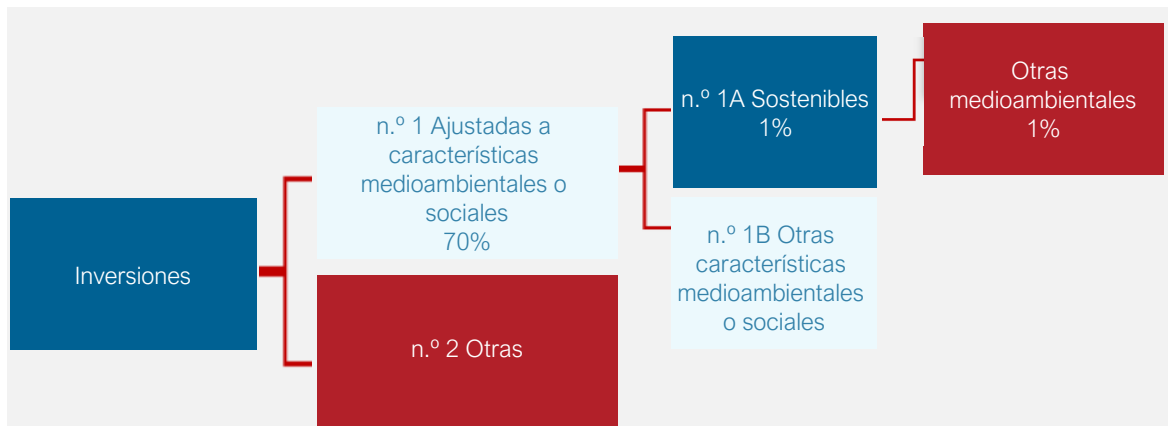 Inversiones
n.º 1 Ajustadas a
características
medioambientales o
sociales
70%
n.º 2 Otras
n.º 1A Sostenibles
1%
n.º 1B Otras
características
medioambientales
o sociales
Otras
medioambientales
1%